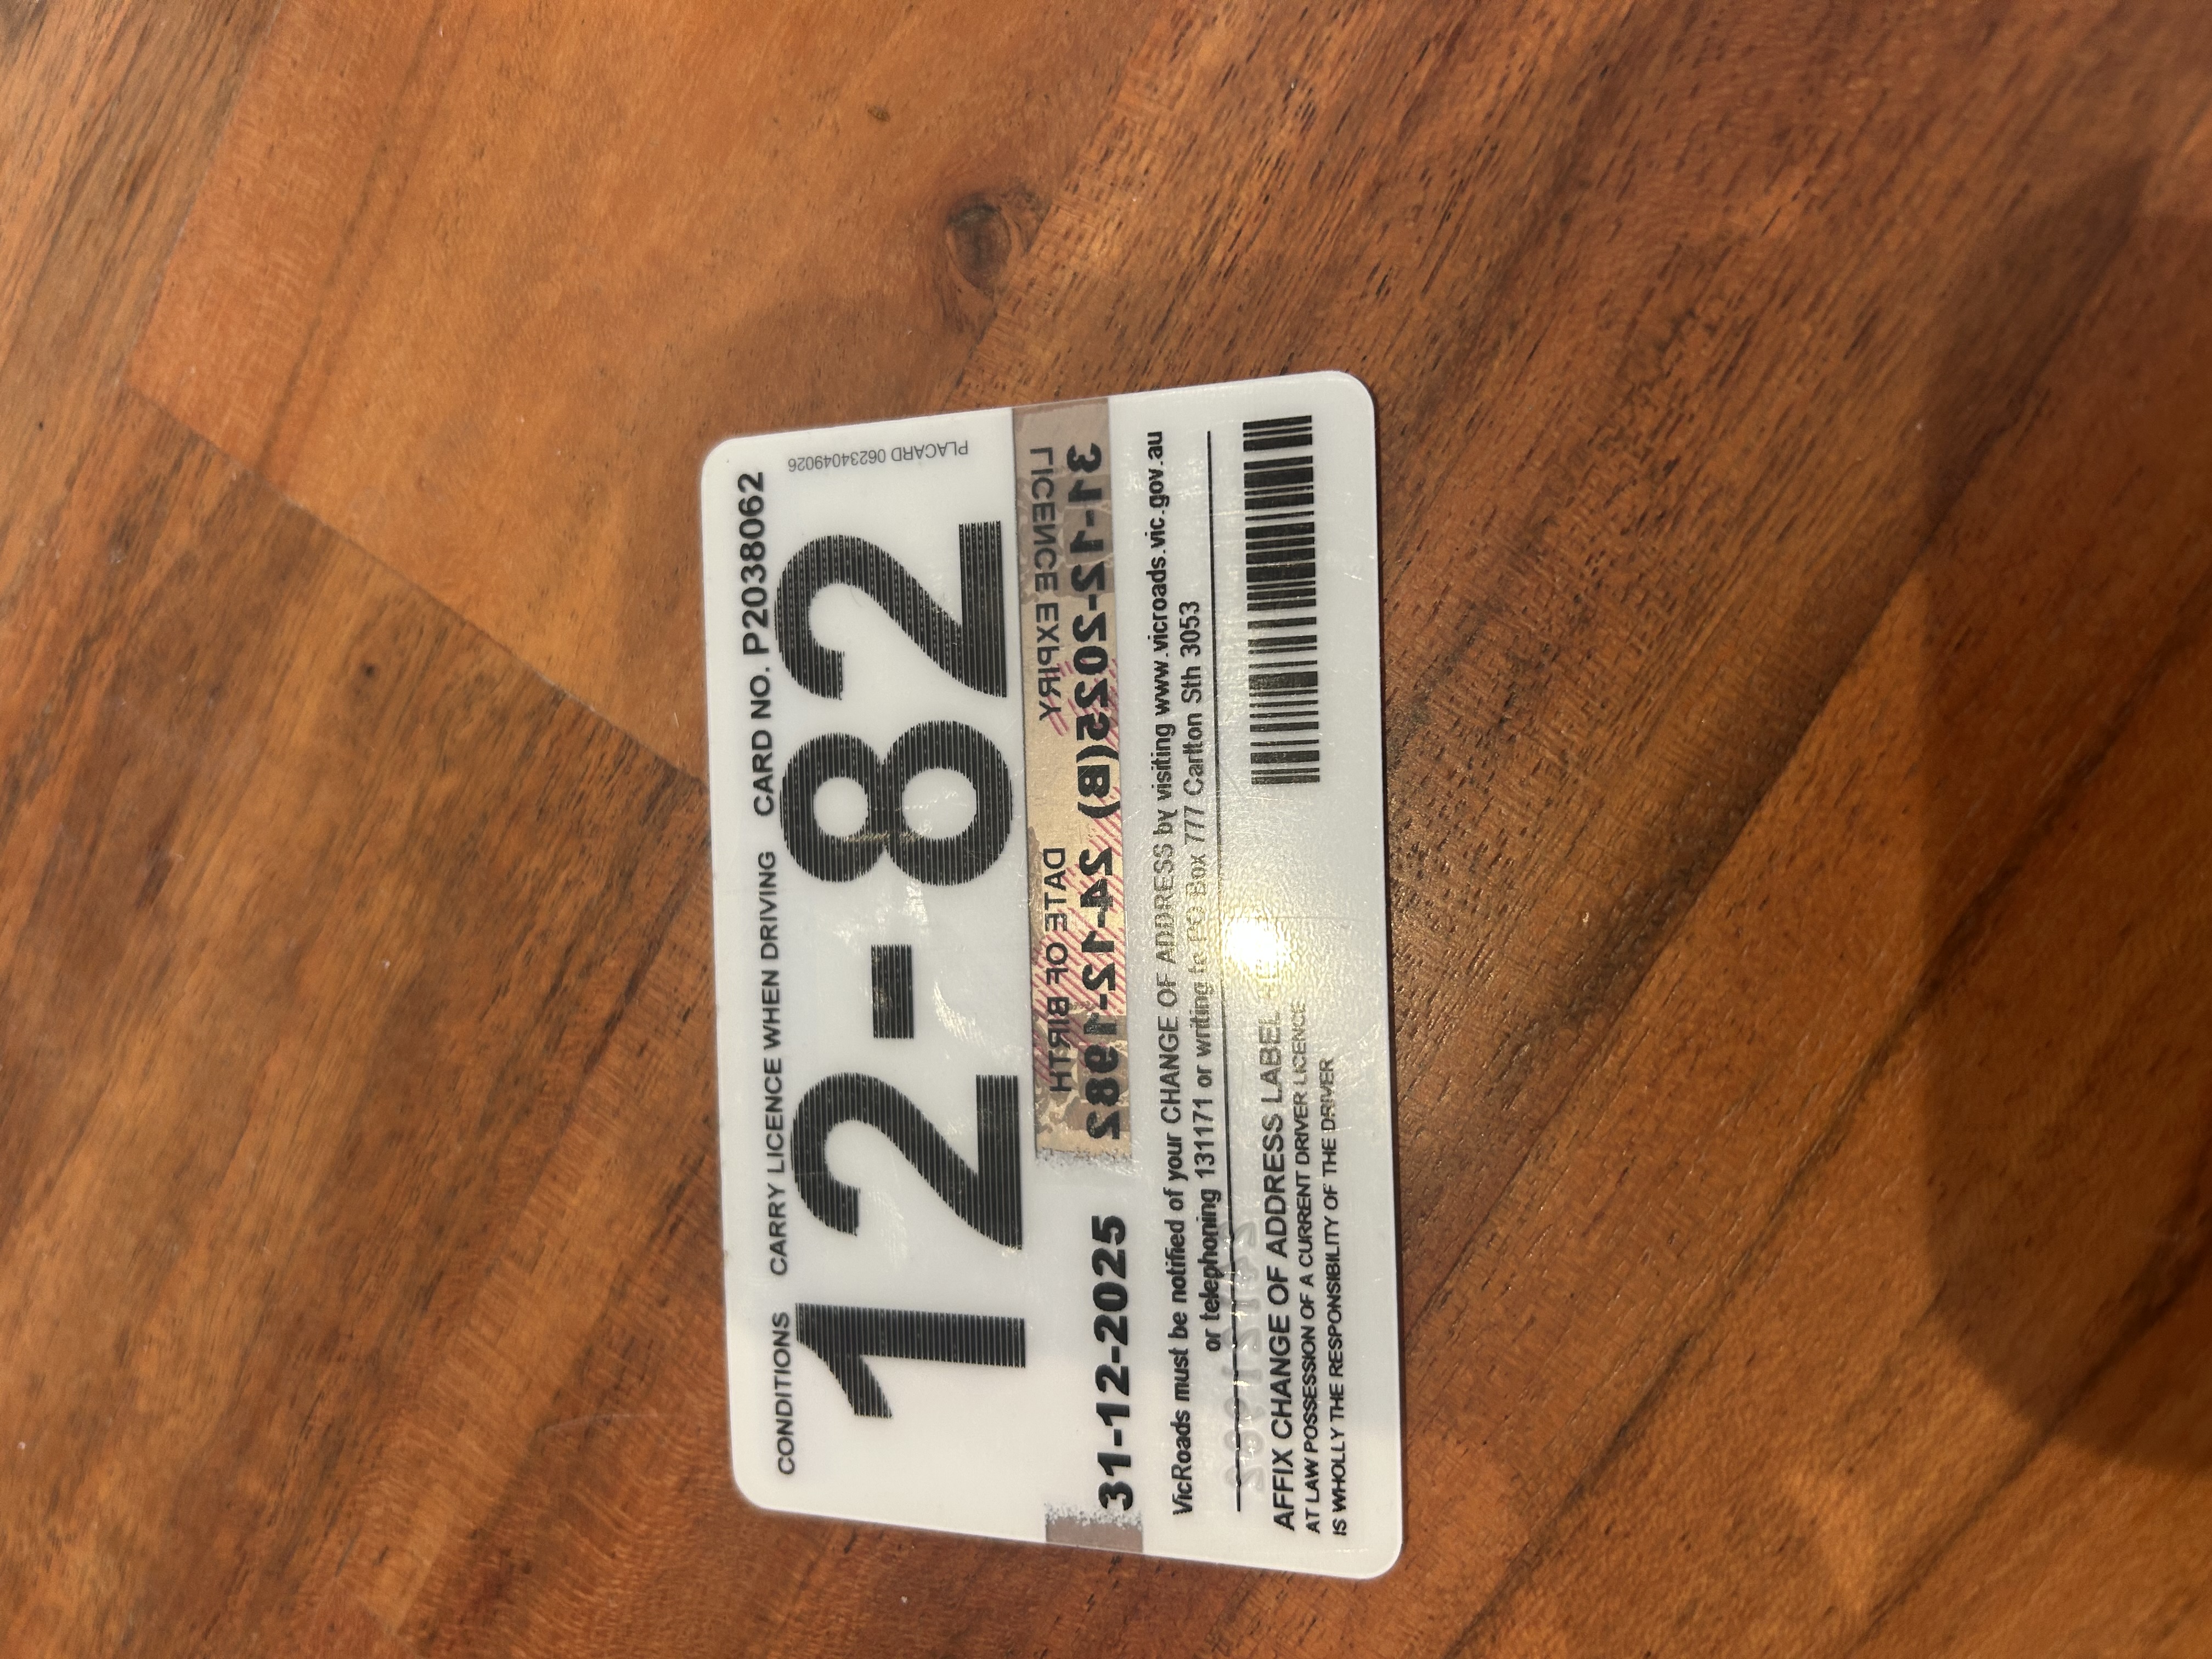 CONDITIONS CARRY LICENCE WHEN DRIVING CARD NO. P2038062
PLACARD 06234049026
12-82
LICENCE EXPIRY DATE OF BIRTH
31-12-2025(B) 24-12-1982
31-12-2025
VicRoads must be notified of your CHANGE OF ADDRESS by visiting www.vicroads.vic.gov.au
or telephoning 131171 or writing to PO Box 777 Carlton Sth 3053
AFFIX CHANGE OF ADDRESS LABEL
AT LAW POSSESSION OF A CURRENT DRIVER LICENCE
IS WHOLLY THE RESPONSIBILITY OF THE DRIVER